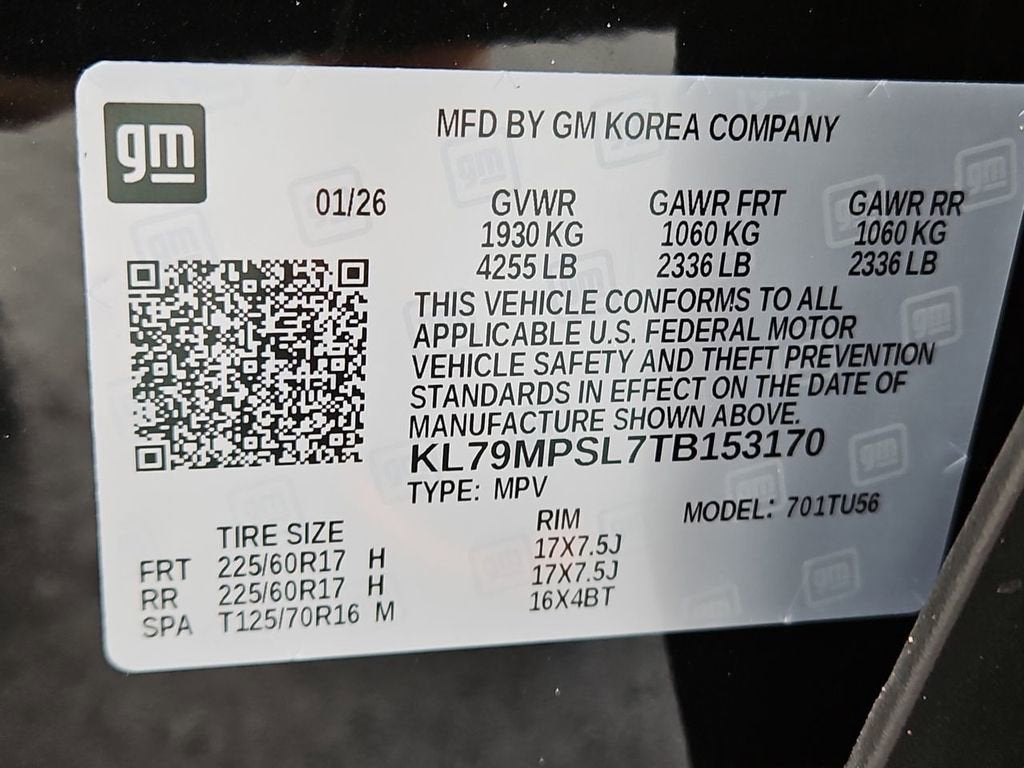 gm
MFD BY GM KOREA COMPANY
01/26
GVWR GAWR FRT GAWR RR
1930 KG 1060 KG 1060 KG
4255 LB 2336 LB 2336 LB
THIS VEHICLE CONFORMS TO ALL
APPLICABLE U.S. FEDERAL MOTOR
VEHICLE SAFETY AND THEFT PREVENTION
STANDARDS IN EFFECT ON THE DATE OF
MANUFACTURE SHOWN ABOVE.
KL79MPSL7TB153170
TYPE: MPV MODEL: 701TU56
TIRE SIZE RIM
FRT 225/60R17 H 17X7.5J
RR 225/60R17 H 17X7.5J
SPA T125/70R16 M 16X4BT